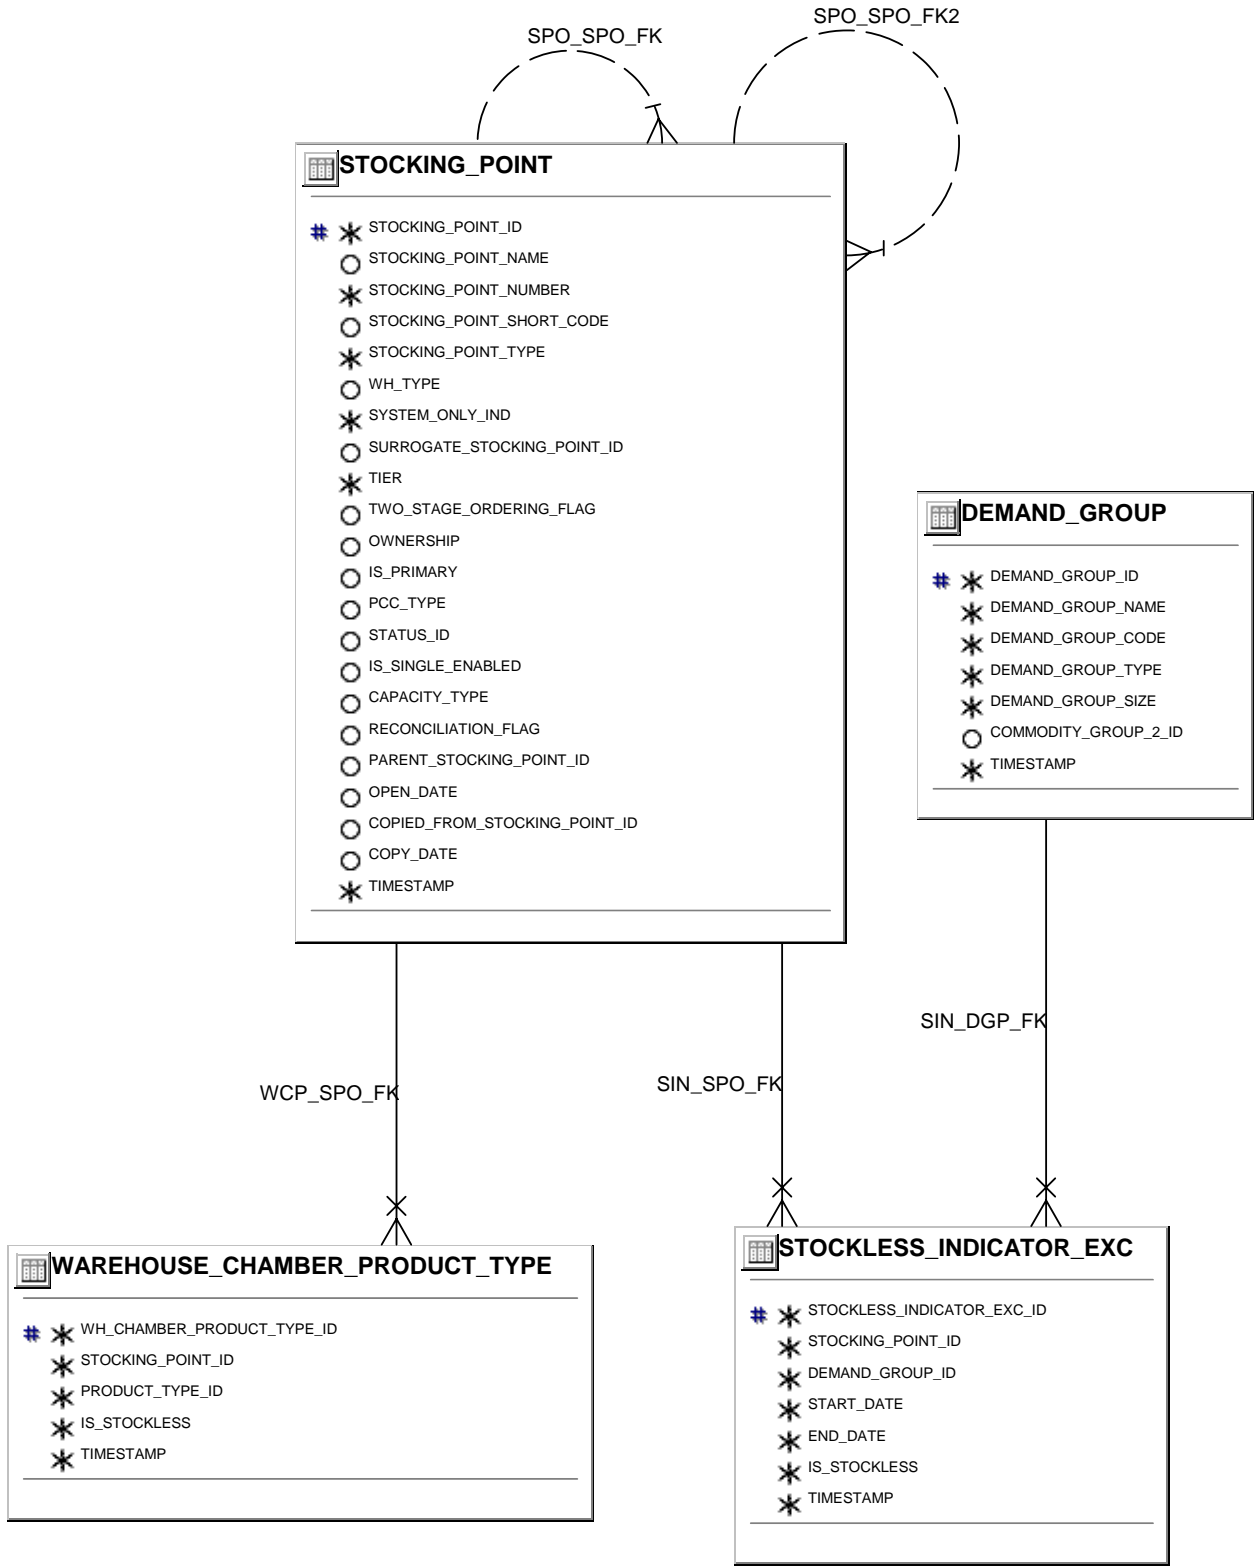 SPO_SPO_FK
SPO_SPO_FK2
STOCKING_POINT
# * STOCKING_POINT_ID
STOCKING_POINT_NAME
* STOCKING_POINT_NUMBER
STOCKING_POINT_SHORT_CODE
* STOCKING_POINT_TYPE
WH_TYPE
* SYSTEM_ONLY_IND
SURROGATE_STOCKING_POINT_ID
* TIER
TWO_STAGE_ORDERING_FLAG
OWNERSHIP
IS_PRIMARY
PCC_TYPE
STATUS_ID
IS_SINGLE_ENABLED
CAPACITY_TYPE
RECONCILIATION_FLAG
PARENT_STOCKING_POINT_ID
OPEN_DATE
COPIED_FROM_STOCKING_POINT_ID
COPY_DATE
* TIMESTAMP
DEMAND_GROUP
# * DEMAND_GROUP_ID
* DEMAND_GROUP_NAME
* DEMAND_GROUP_CODE
* DEMAND_GROUP_TYPE
* DEMAND_GROUP_SIZE
COMMODITY_GROUP_2_ID
* TIMESTAMP
WCP_SPO_FK
SIN_SPO_FK
SIN_DGP_FK
WAREHOUSE_CHAMBER_PRODUCT_TYPE
# * WH_CHAMBER_PRODUCT_TYPE_ID
* STOCKING_POINT_ID
* PRODUCT_TYPE_ID
* IS_STOCKLESS
* TIMESTAMP
STOCKLESS_INDICATOR_EXC
# * STOCKLESS_INDICATOR_EXC_ID
* STOCKING_POINT_ID
* DEMAND_GROUP_ID
* START_DATE
* END_DATE
* IS_STOCKLESS
* TIMESTAMP